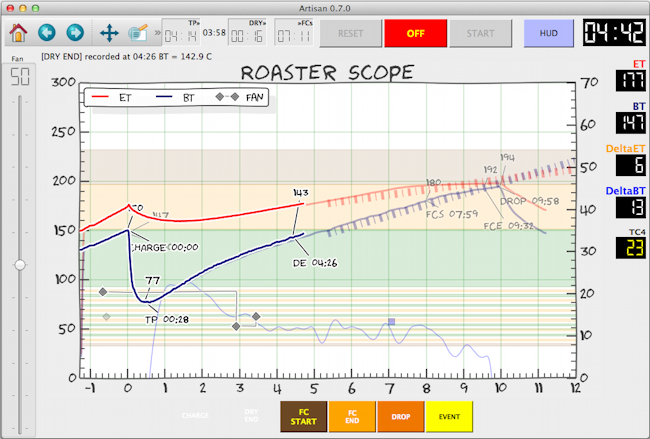 Artisan 0.7.0
TP» DRY» »FCs
» 04:14 03:58 00:16 07:11 »
RESET OFF START HUD 04:42
Fan
50
[DRY END] recorded at 04:26 BT = 142.9 C
ROASTER SCOPE
ET BT FAN
300
250
200
150
100
50
0
70
60
50
40
30
20
10
0
CHARGE 00:00
77
TP 00:28
143
DE 04:26
180
FCS 07:59
192
FCE 09:32
194
DROP 09:58
-1 0 1 2 3 4 5 6 7 8 9 10 11 12
ET
177
BT
147
DeltaET
6
DeltaBT
13
TC4
23
CHARGE
DRY
END
FC
START
FC
END
DROP
EVENT